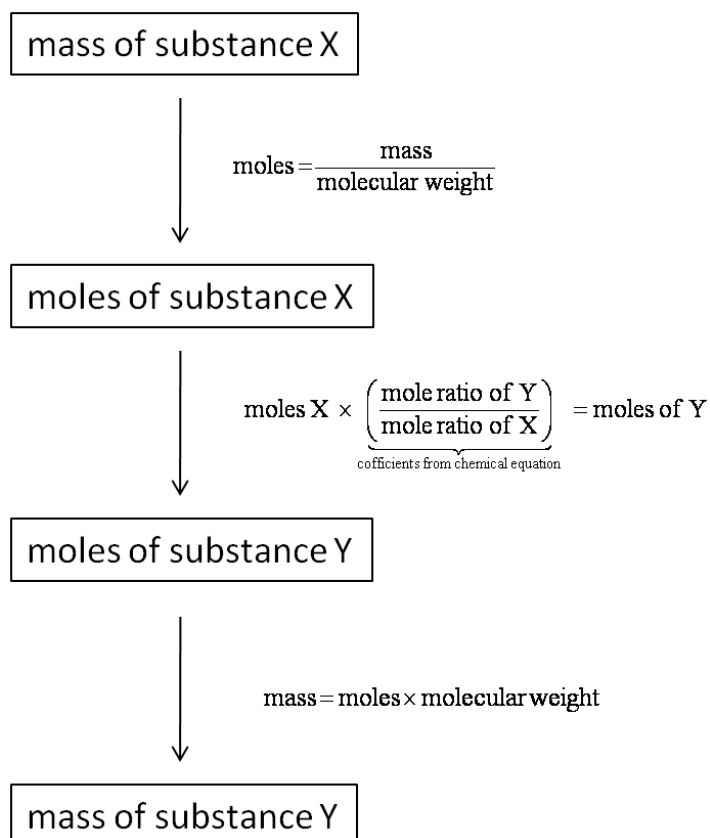 mass of substance X
moles = mass / molecular weight
moles of substance X
moles X × (mole ratio of Y / mole ratio of X) = moles of Y
cofficients from chemical equation
moles of substance Y
mass = moles × molecular weight
mass of substance Y